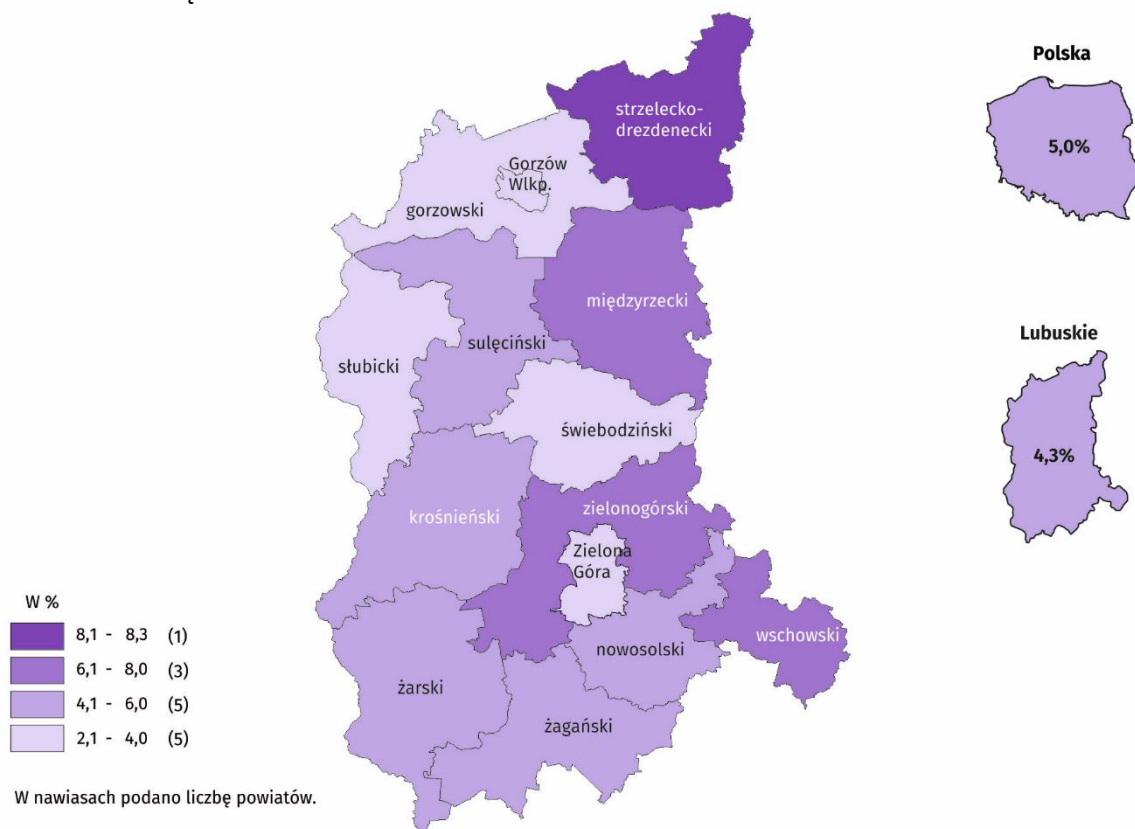 Polska
5,0%
Lubuskie
4,3%
strzelecko-
drezdenecki
Gorzów
Wlkp.
gorzowski
międzyrzecki
sulęciński
słubicki
świebodziński
krośnieński
zielonogórski
Zielona
Góra
wschowski
nowosolski
żarski
żagański
W %
8,1 - 8,3 (1)
6,1 - 8,0 (3)
4,1 - 6,0 (5)
2,1 - 4,0 (5)
W nawiasach podano liczbę powiatów.